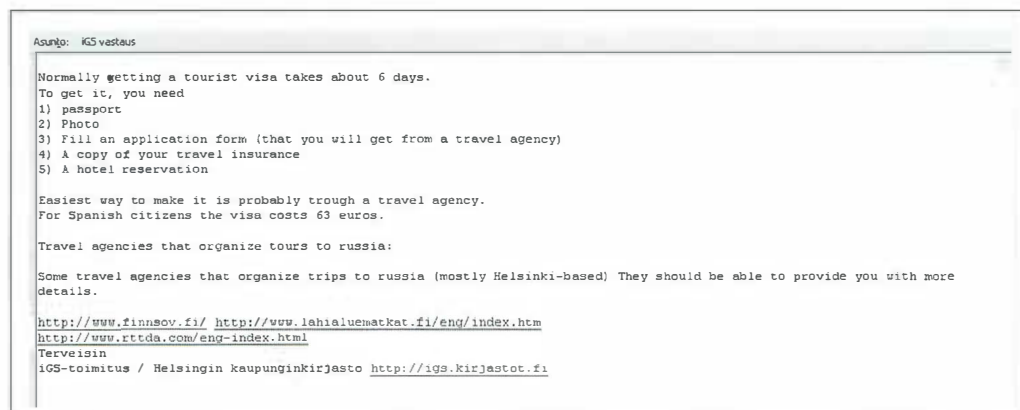 Asunto: iGS vastaus
Normally getting a tourist visa takes about 6 days.
To get it, you need
1) passport
2) Photo
3) Fill an application form (that you will get from a travel agency)
4) A copy of your travel insurance
5) A hotel reservation
Easiest way to make it is probably trough a travel agency.
For Spanish citizens the visa costs 63 euros.
Travel agencies that organize tours to russia:
Some travel agencies that organize trips to russia (mostly Helsinki-based) They should be able to provide you with more
details.
http://www.finnsov.fi/ http://www.lahialuematkat.fi/eng/index.htm
http://www.rttda.com/eng-index.html
Terveisin
iGS-toimitus / Helsingin kaupunginkirjasto http://igs.kirjastot.fi